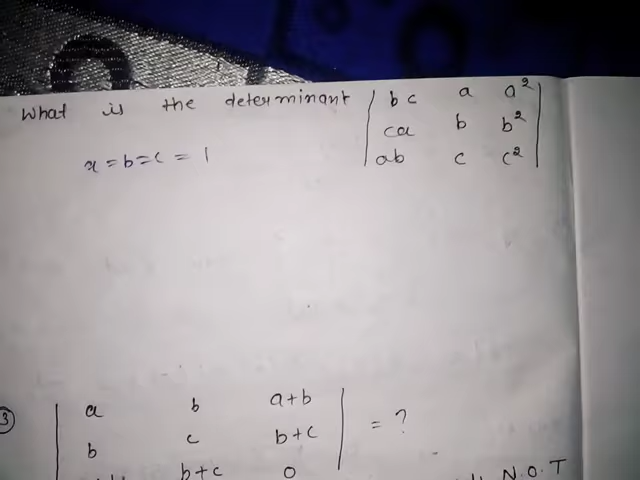 What is the determinant | bc a a² |
ca b b²
ab c c²
x = b = c = 1
3 | a b a+b |
b c b+c = ?
b+c 0
N.O.T